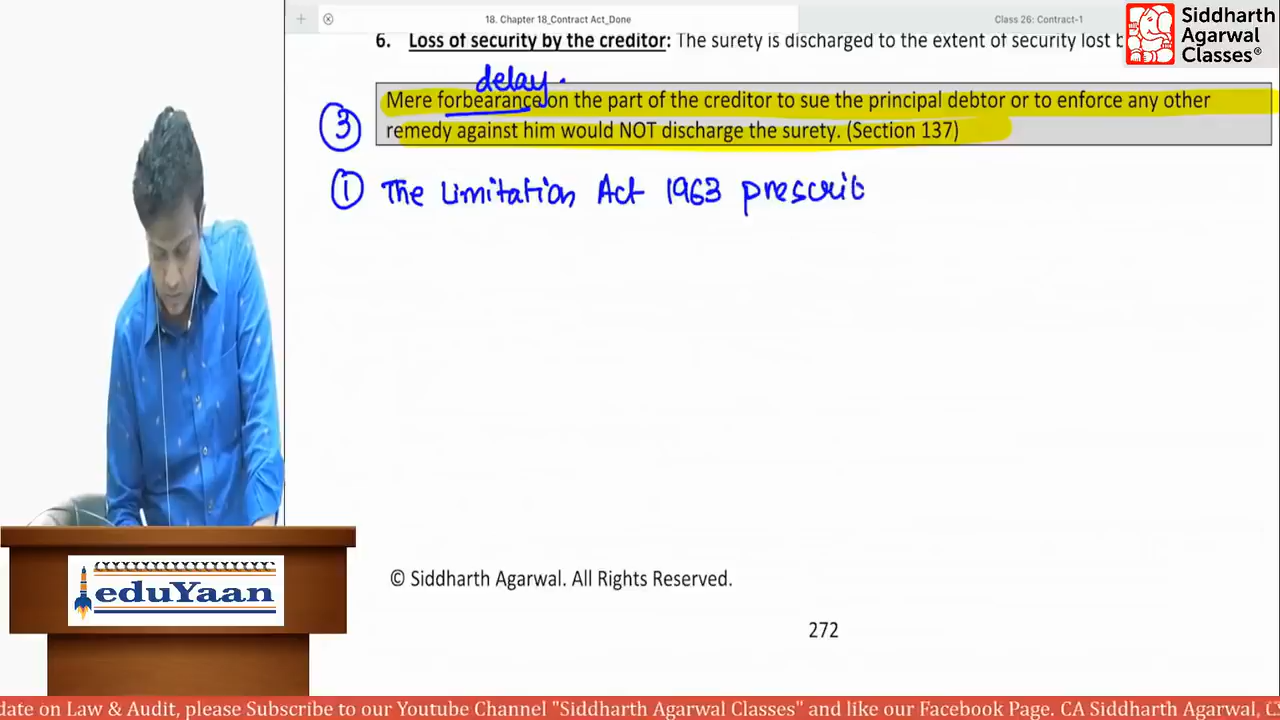 18. Chapter 18_Contract Act_Done
Class 26: Contract-1
Siddharth
Agarwal
Classes®
6. Loss of security by the creditor: The surety is discharged to the extent of security lost b
delay.
Mere forbearance on the part of the creditor to sue the principal debtor or to enforce any other
③ remedy against him would NOT discharge the surety. (Section 137)
① The Limitation Act 1963 prescrib
eduYaan
© Siddharth Agarwal. All Rights Reserved.
272
date on Law & Audit, please Subscribe to our Youtube Channel "Siddharth Agarwal Classes" and like our Facebook Page. CA Siddharth Agarwal,